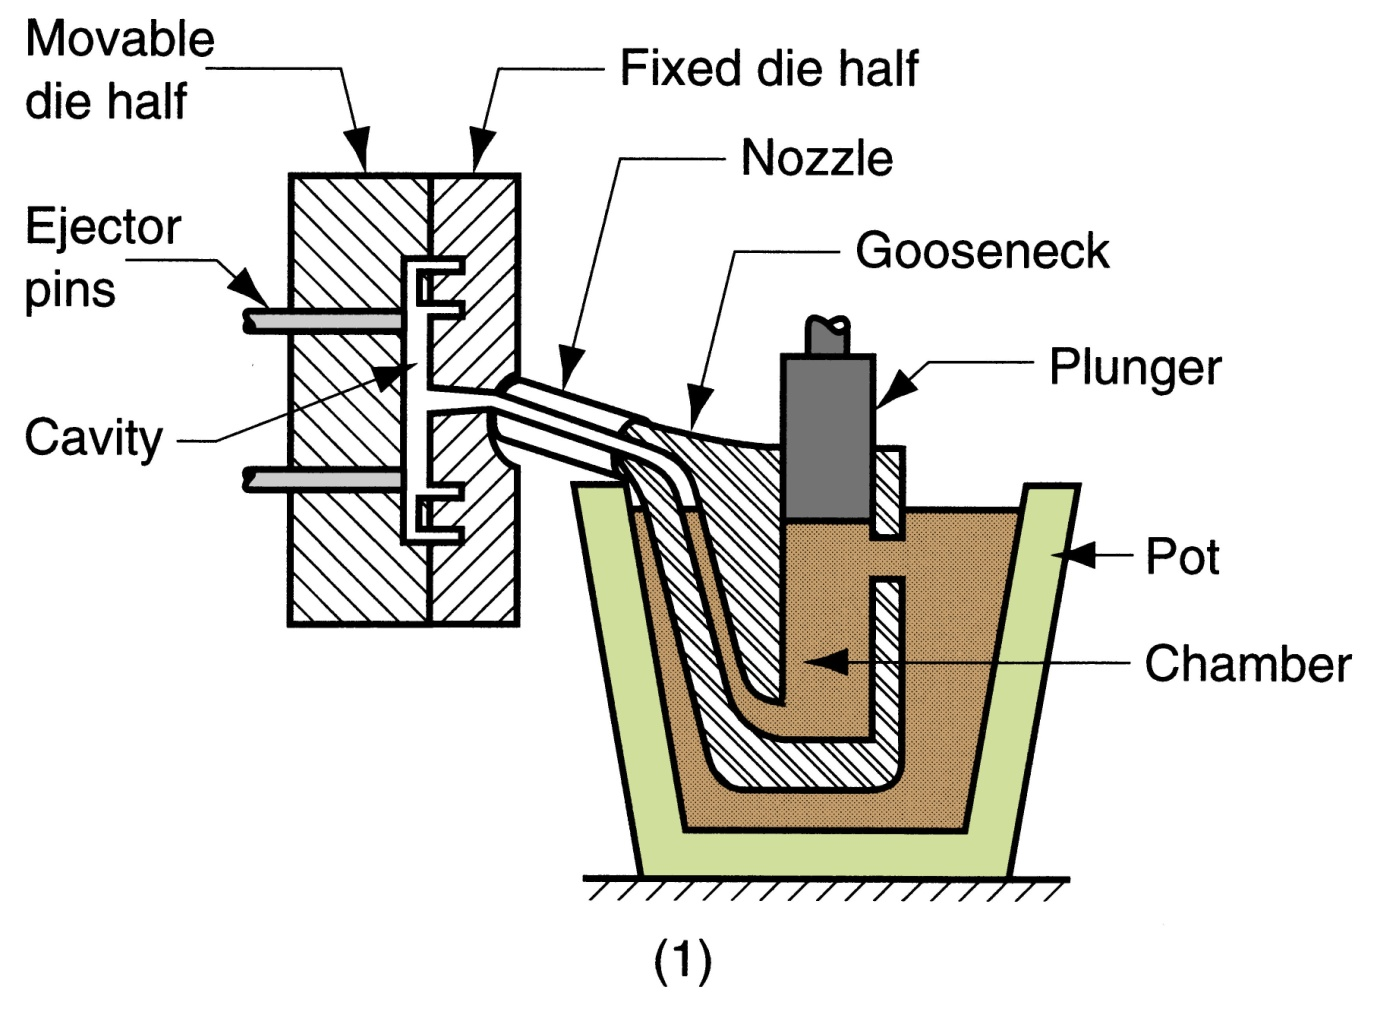 Movable
die half
Fixed die half
Nozzle
Ejector
pins
Gooseneck
Plunger
Cavity
Pot
Chamber
(1)